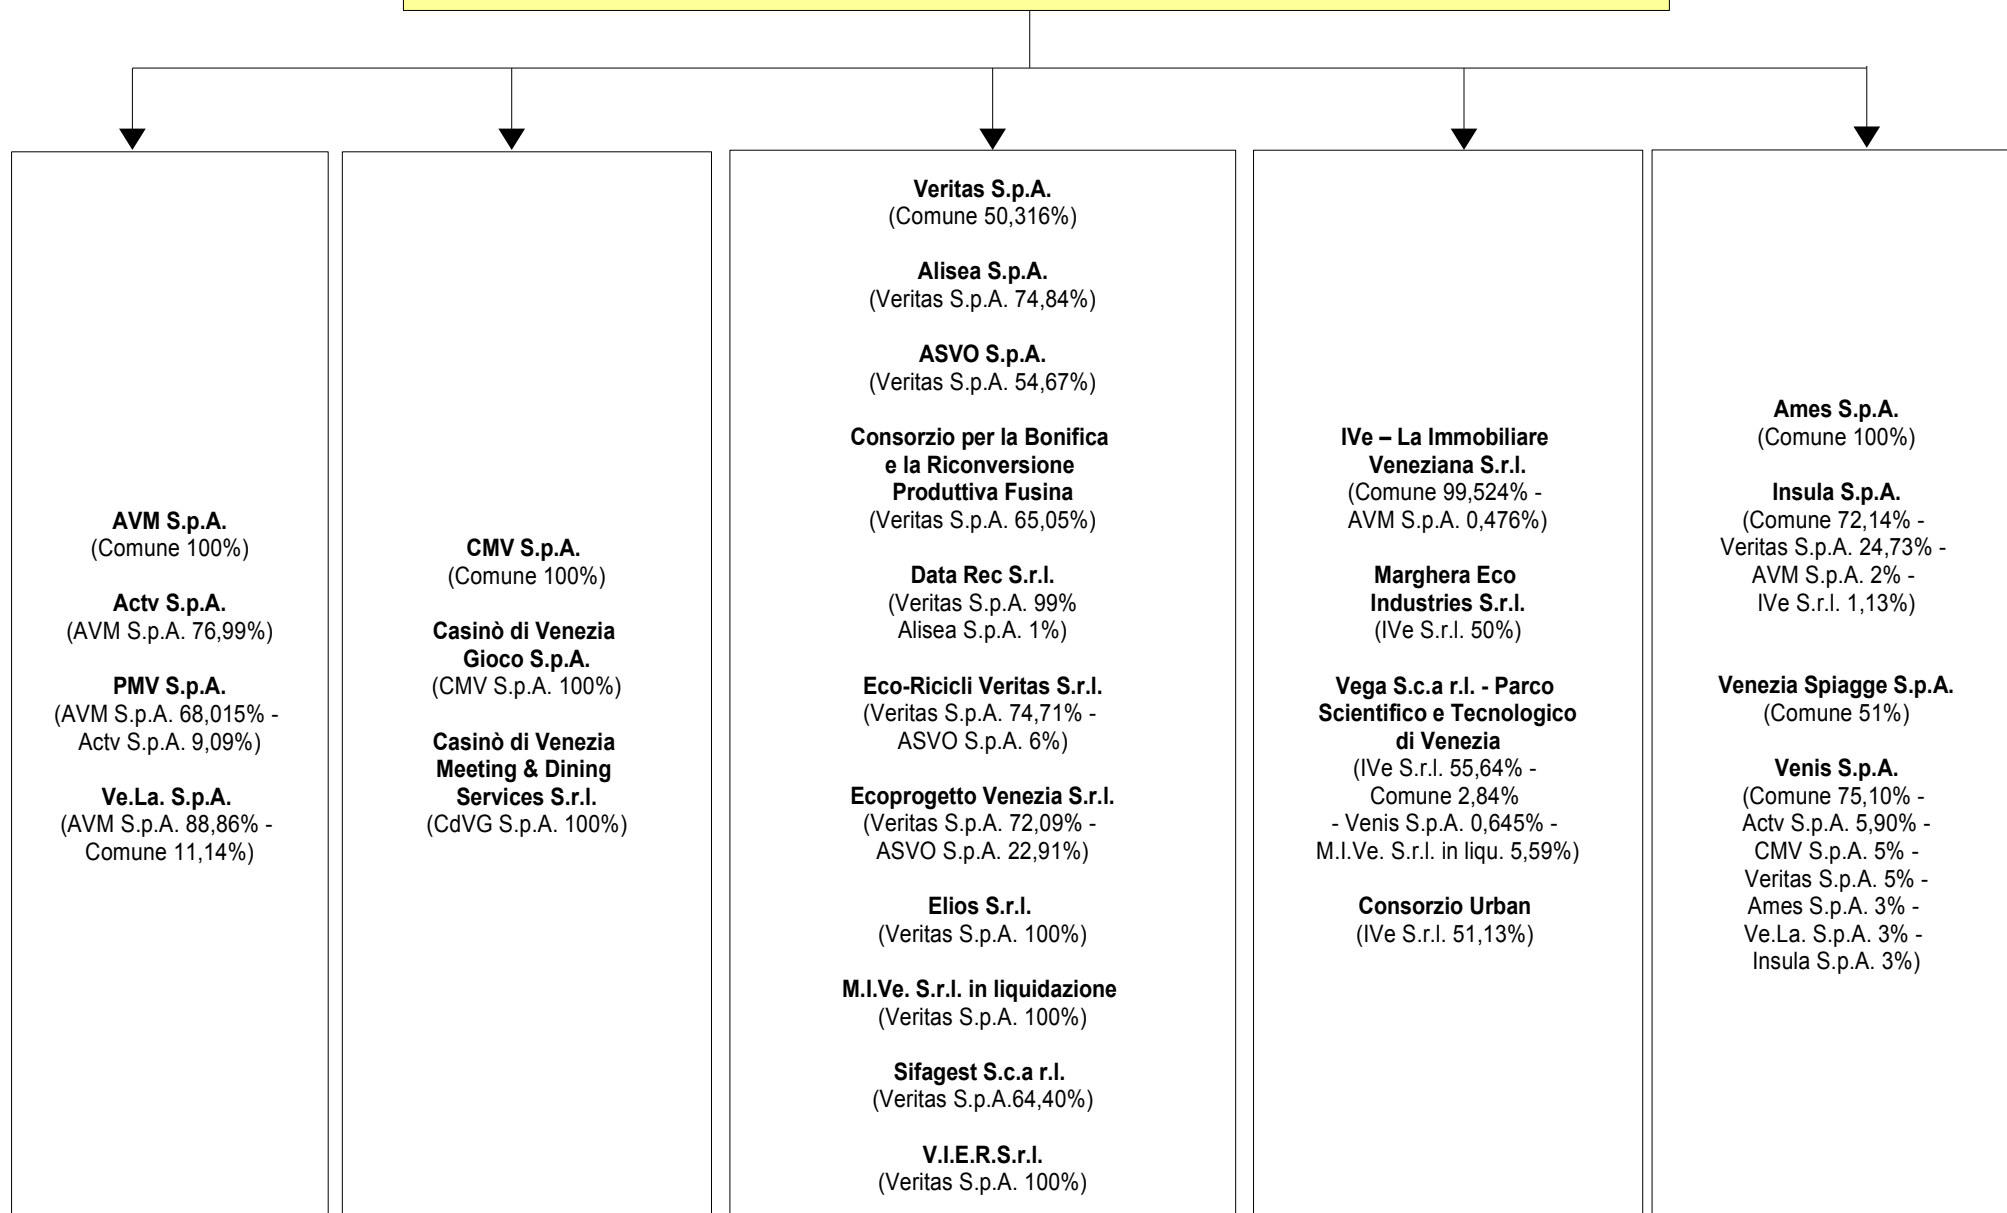 AVM S.p.A.
(Comune 100%)
Actv S.p.A.
(AVM S.p.A. 76,99%)
PMV S.p.A.
(AVM S.p.A. 68,015% -
Actv S.p.A. 9,09%)
Ve.La. S.p.A.
(AVM S.p.A. 88,86% -
Comune 11,14%)
CMV S.p.A.
(Comune 100%)
Casinò di Venezia
Gioco S.p.A.
(CMV S.p.A. 100%)
Casinò di Venezia
Meeting & Dining
Services S.r.l.
(CdVG S.p.A. 100%)
Veritas S.p.A.
(Comune 50,316%)
Alisea S.p.A.
(Veritas S.p.A. 74,84%)
ASVO S.p.A.
(Veritas S.p.A. 54,67%)
Consorzio per la Bonifica
e la Riconversione
Produttiva Fusina
(Veritas S.p.A. 65,05%)
Data Rec S.r.l.
(Veritas S.p.A. 99%
Alisea S.p.A. 1%)
Eco-Ricicli Veritas S.r.l.
(Veritas S.p.A. 74,71% -
ASVO S.p.A. 6%)
Ecoprogetto Venezia S.r.l.
(Veritas S.p.A. 72,09% -
ASVO S.p.A. 22,91%)
Elios S.r.l.
(Veritas S.p.A. 100%)
M.I.Ve. S.r.l. in liquidazione
(Veritas S.p.A. 100%)
Sifagest S.c.a r.l.
(Veritas S.p.A.64,40%)
V.I.E.R.S.r.l.
(Veritas S.p.A. 100%)
IVe – La Immobiliare
Veneziana S.r.l.
(Comune 99,524% -
AVM S.p.A. 0,476%)
Marghera Eco
Industries S.r.l.
(IVe S.r.l. 50%)
Vega S.c.a r.l. - Parco
Scientifico e Tecnologico
di Venezia
(IVe S.r.l. 55,64% -
Comune 2,84%
- Venis S.p.A. 0,645% -
M.I.Ve. S.r.l. in liqu. 5,59%)
Consorzio Urban
(IVe S.r.l. 51,13%)
Ames S.p.A.
(Comune 100%)
Insula S.p.A.
(Comune 72,14% -
Veritas S.p.A. 24,73% -
AVM S.p.A. 2% -
IVe S.r.l. 1,13%)
Venezia Spiagge S.p.A.
(Comune 51%)
Venis S.p.A.
(Comune 75,10% -
Actv S.p.A. 5,90% -
CMV S.p.A. 5% -
Veritas S.p.A. 5% -
Ames S.p.A. 3% -
Ve.La. S.p.A. 3% -
Insula S.p.A. 3%)